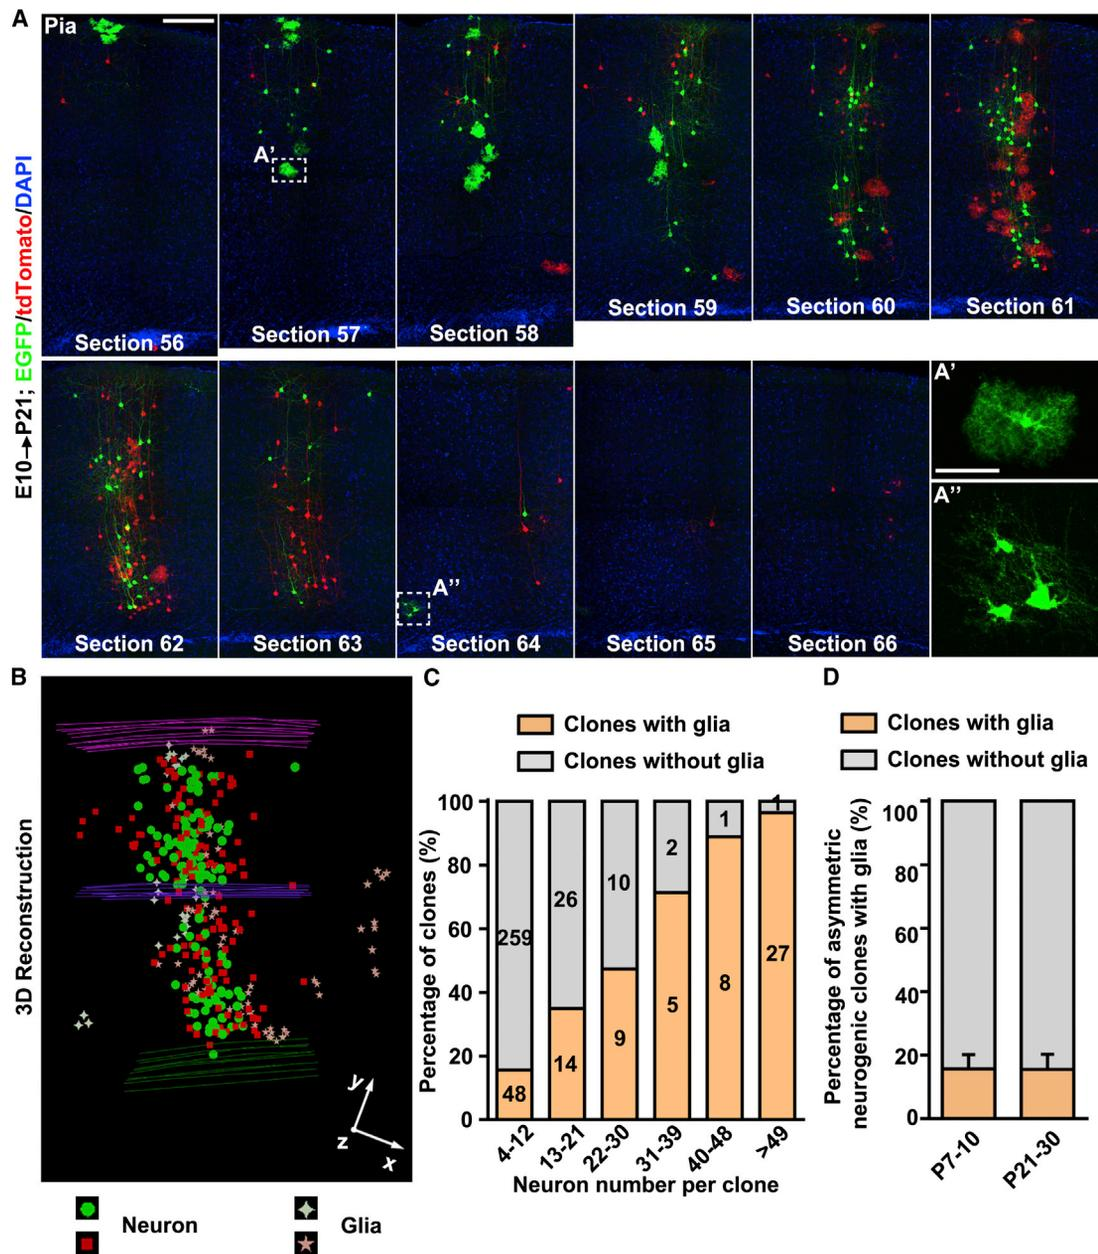 A
E10→P21; EGFP/tdTomato/DAPI
Pia
A'
Section 56
Section 57
Section 58
Section 59
Section 60
Section 61
A''
Section 62
Section 63
Section 64
Section 65
Section 66
A'
A''
B
3D Reconstruction
y
z
x
Neuron
Glia
C
Clones with glia
Clones without glia
Percentage of clones (%)
100
80
60
40
20
0
259
26
10
2
1
1
48
14
9
5
8
27
4-12
13-21
22-30
31-39
40-48
>49
Neuron number per clone
D
Clones with glia
Clones without glia
Percentage of asymmetric
neurogenic clones with glia (%)
100
80
60
40
20
0
P7-10
P21-30